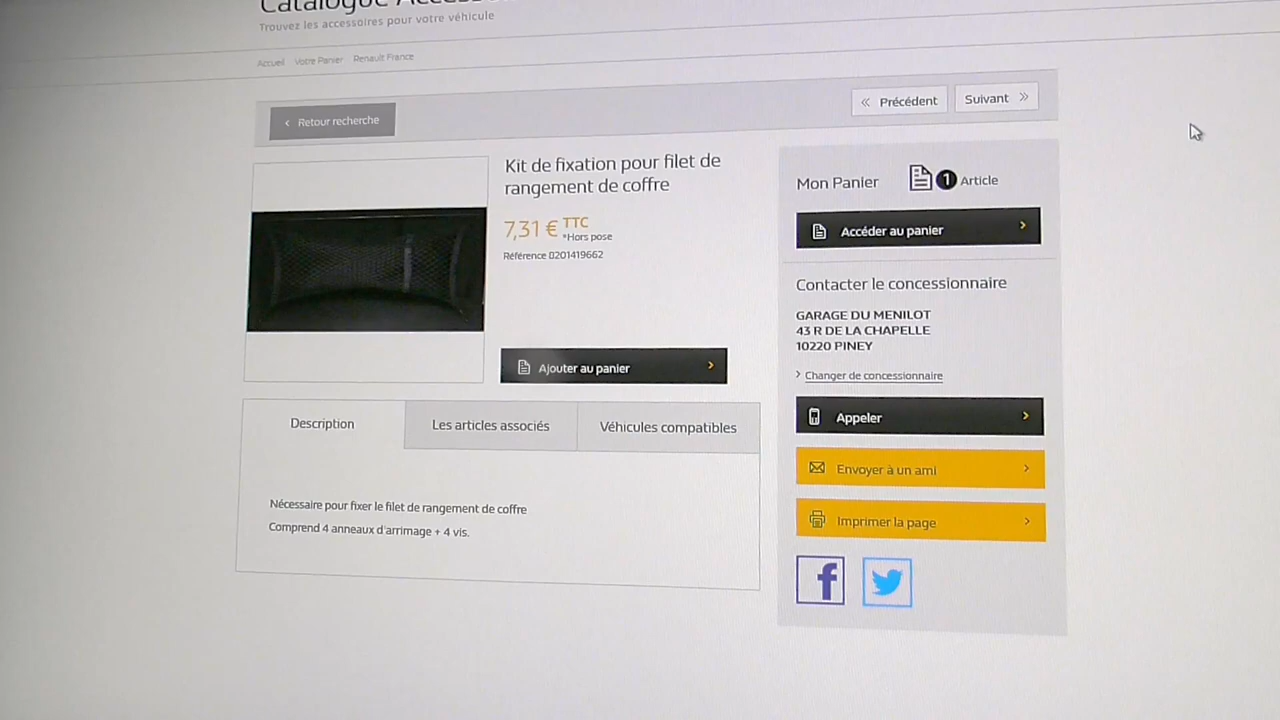 Trouvez les accessoires pour votre véhicule
Accueil Votre Panier Renault France
Retour recherche
Précédent
Suivant
Kit de fixation pour filet de
rangement de coffre
7,31 € TTC
*Hors pose
Référence 8201419662
Ajouter au panier
Description
Les articles associés
Véhicules compatibles
Nécessaire pour fixer le filet de rangement de coffre
Comprend 4 anneaux d'arrimage + 4 vis.
Mon Panier
1 Article
Accéder au panier
Contacter le concessionnaire
GARAGE DU MENILOT
43 R DE LA CHAPELLE
10220 PINEY
Changer de concessionnaire
Appeler
Envoyer à un ami
Imprimer la page